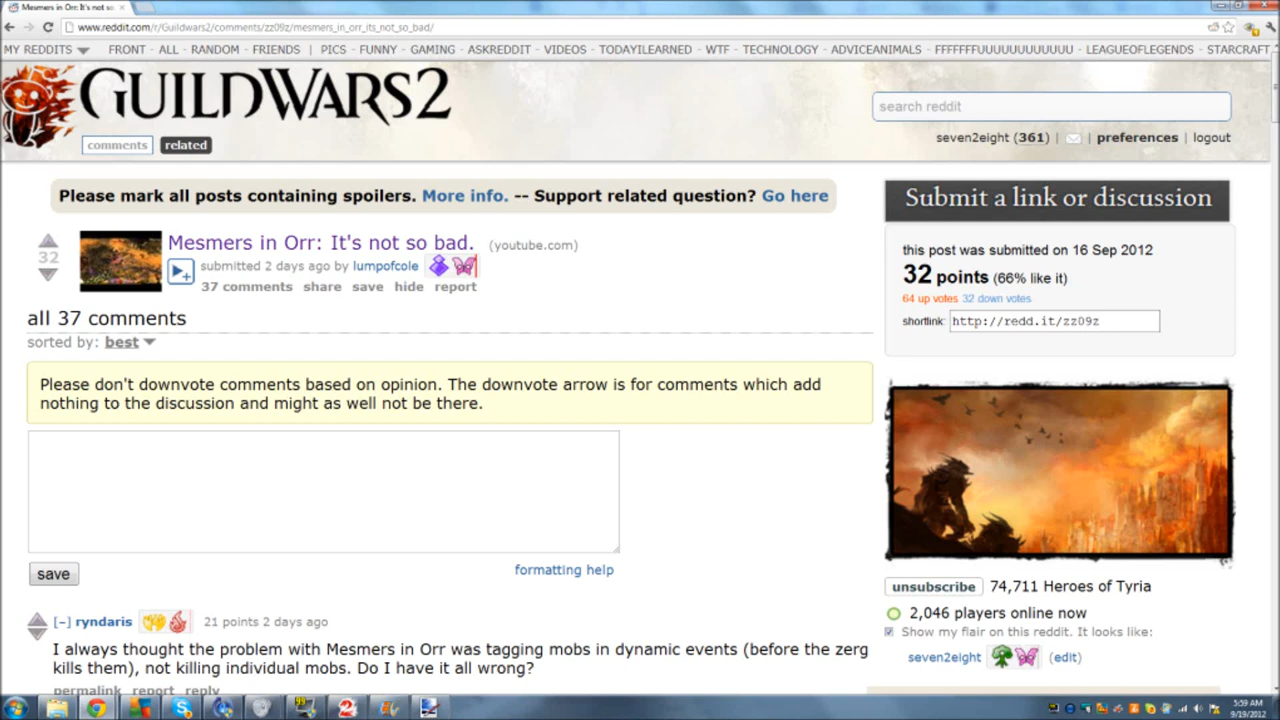 Mesmers in Orr: It's not so
www.reddit.com/r/Guildwars2/comments/zz09z/mesmers_in_orr_its_not_so_bad/
MY REDDITS FRONT - ALL - RANDOM - FRIENDS | PICS - FUNNY - GAMING - ASKREDDIT - VIDEOS - TODAYILEARNED - WTF - TECHNOLOGY - ADVICEANIMALS - FFFFFFFUUUUUUUUUUUU - LEAGUEOFLEGENDS - STARCRAFT
GUILDWARS2
search reddit
comments related
seven2eight (361) | | preferences | logout
Please mark all posts containing spoilers. More info. -- Support related question? Go here
Submit a link or discussion
32
Mesmers in Orr: It's not so bad. (youtube.com)
submitted 2 days ago by lumpofcole
37 comments share save hide report
this post was submitted on 16 Sep 2012
32 points (66% like it)
64 up votes 32 down votes
shortlink: http://redd.it/zz09z
all 37 comments
sorted by: best
Please don't downvote comments based on opinion. The downvote arrow is for comments which add
nothing to the discussion and might as well not be there.
save
formatting help
unsubscribe 74,711 Heroes of Tyria
2,046 players online now
Show my flair on this reddit. It looks like:
seven2eight (edit)
[-] ryndaris 21 points 2 days ago
I always thought the problem with Mesmers in Orr was tagging mobs in dynamic events (before the zerg
kills them), not killing individual mobs. Do I have it all wrong?
permalink report reply
5:59 AM
9/19/2012